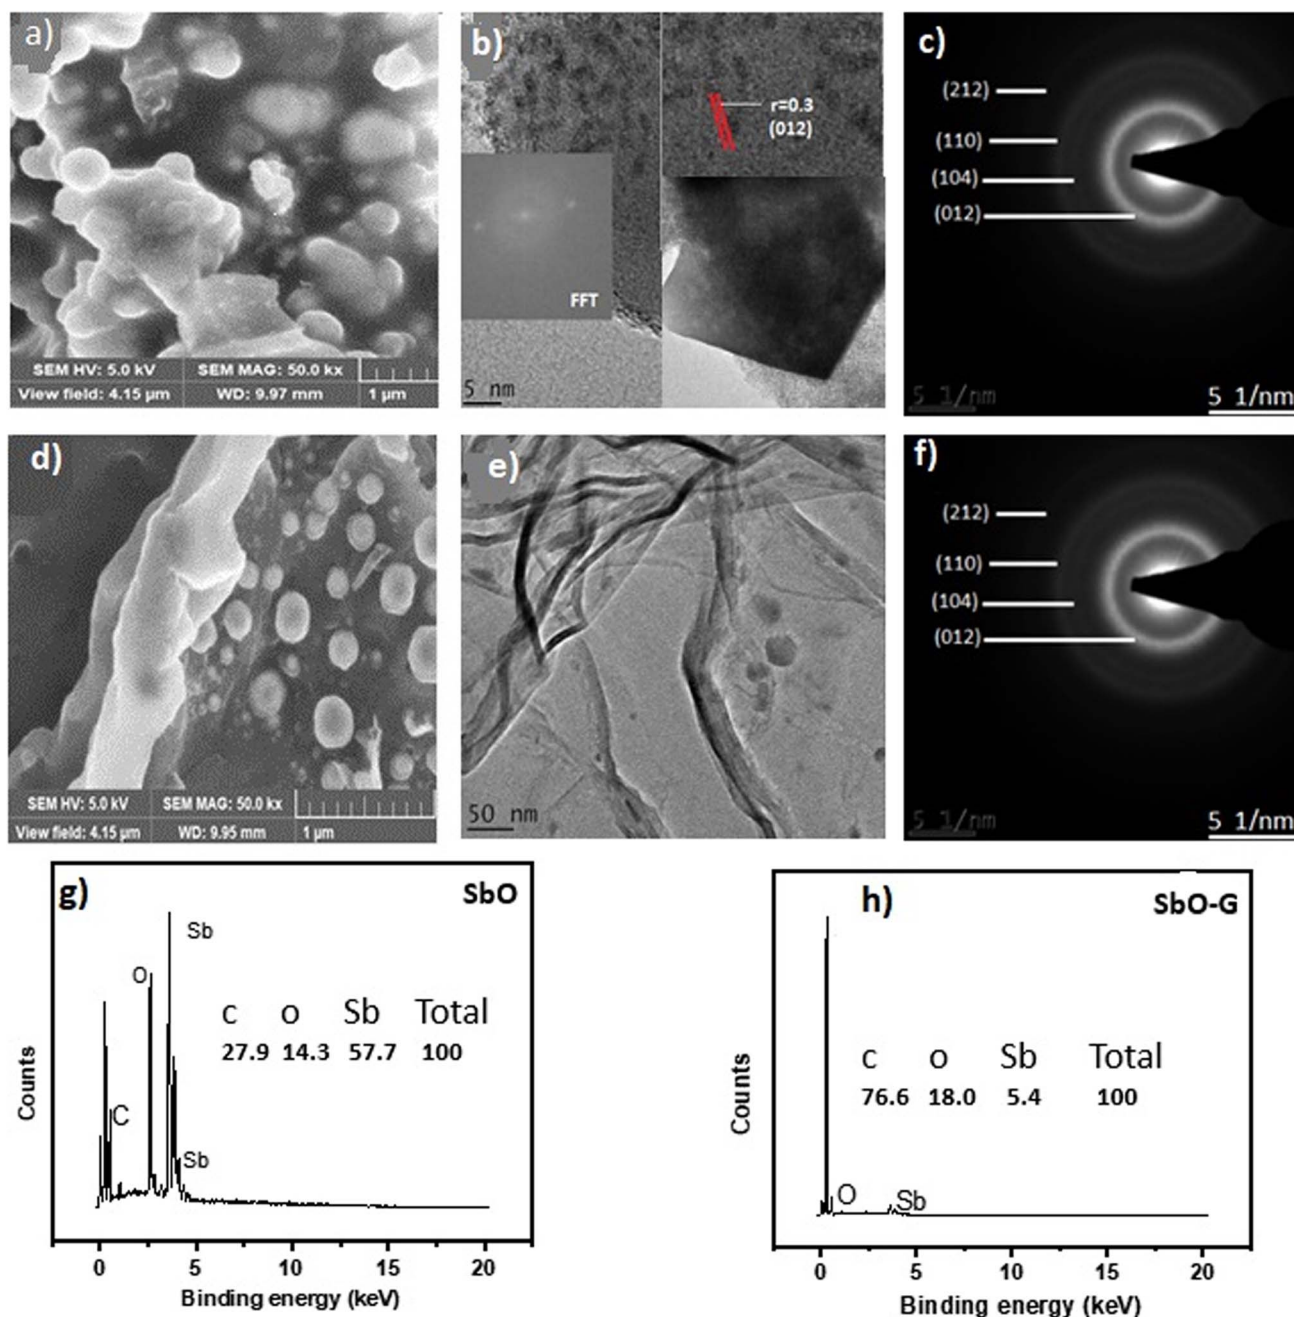 a)
SEM HV: 5.0 kV SEM MAG: 50.0 kx
View field: 4.15 µm WD: 9.97 mm 1 µm
b)
r=0.3
(012)
FFT
5 nm
c)
(212)
(110)
(104)
(012)
5 1/nm 5 1/nm
d)
SEM HV: 5.0 kV SEM MAG: 50.0 kx
View field: 4.15 µm WD: 9.95 mm 1 µm
e)
50 nm
f)
(212)
(110)
(104)
(012)
5 1/nm 5 1/nm
g) SbO
Sb
O
C O Sb Total
27.9 14.3 57.7 100
C
Sb
Counts
0 5 10 15 20
Binding energy (keV)
h) SbO-G
C O Sb Total
76.6 18.0 5.4 100
O Sb
Counts
0 5 10 15 20
Binding energy (keV)